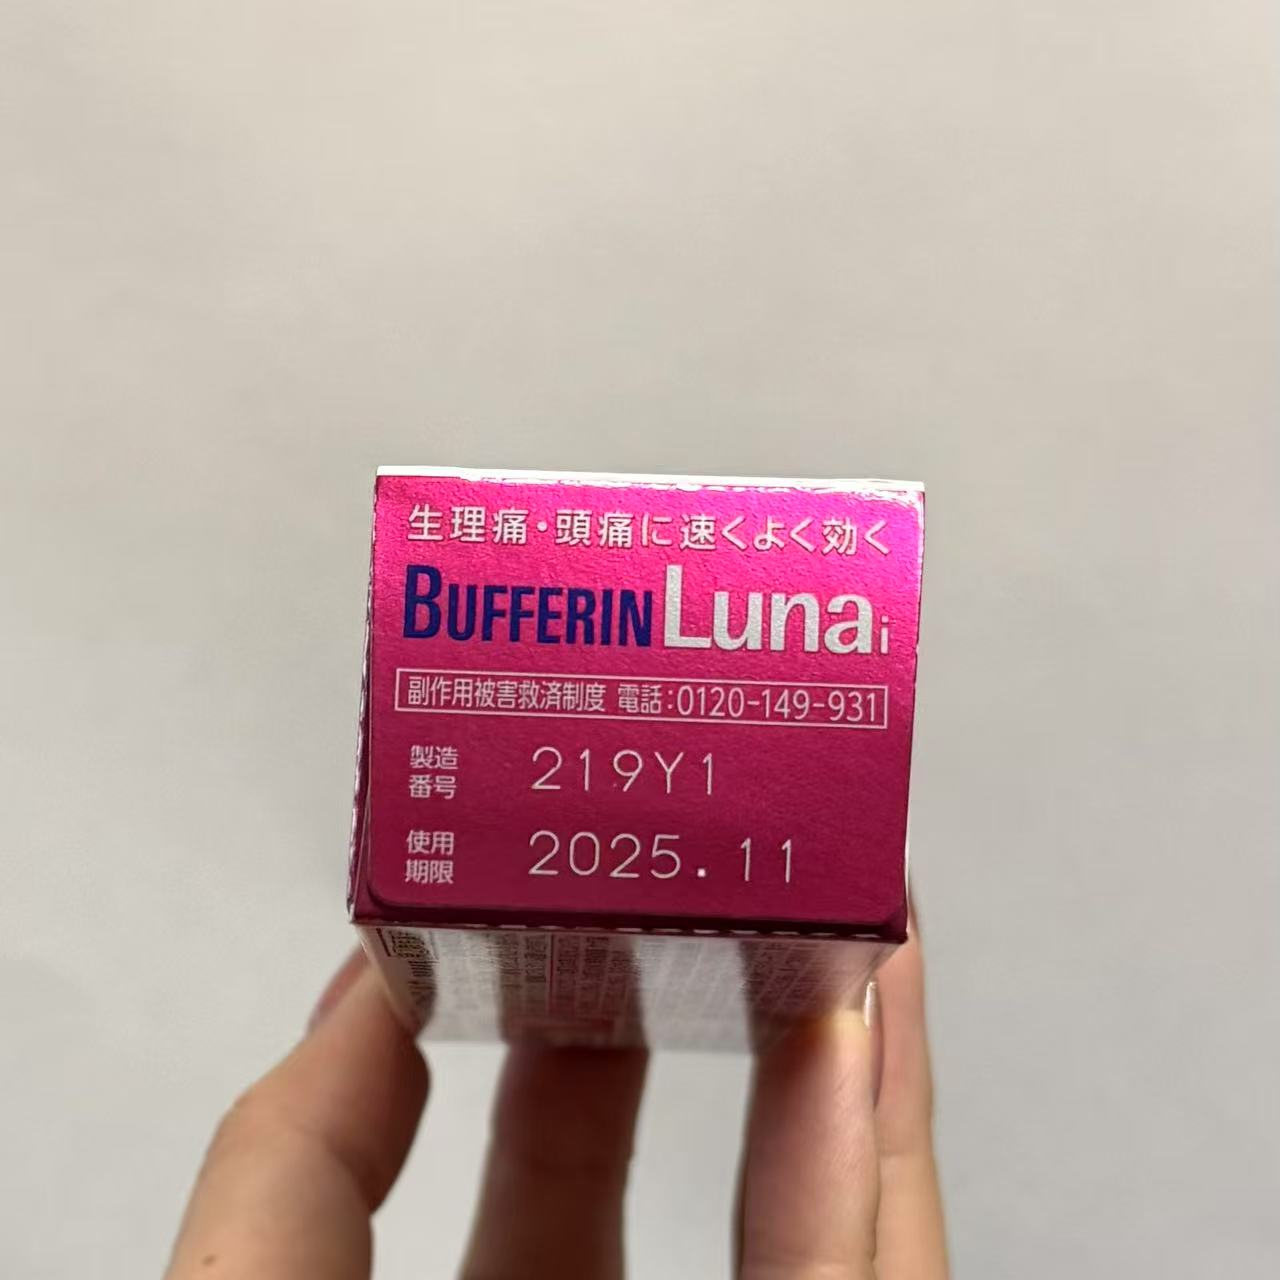 生理痛・頭痛に速くよく効く
BUFFERIN Lunai
副作用被害救済制度 電話:0120-149-931
製造番号 219Y1
使用期限 2025.11